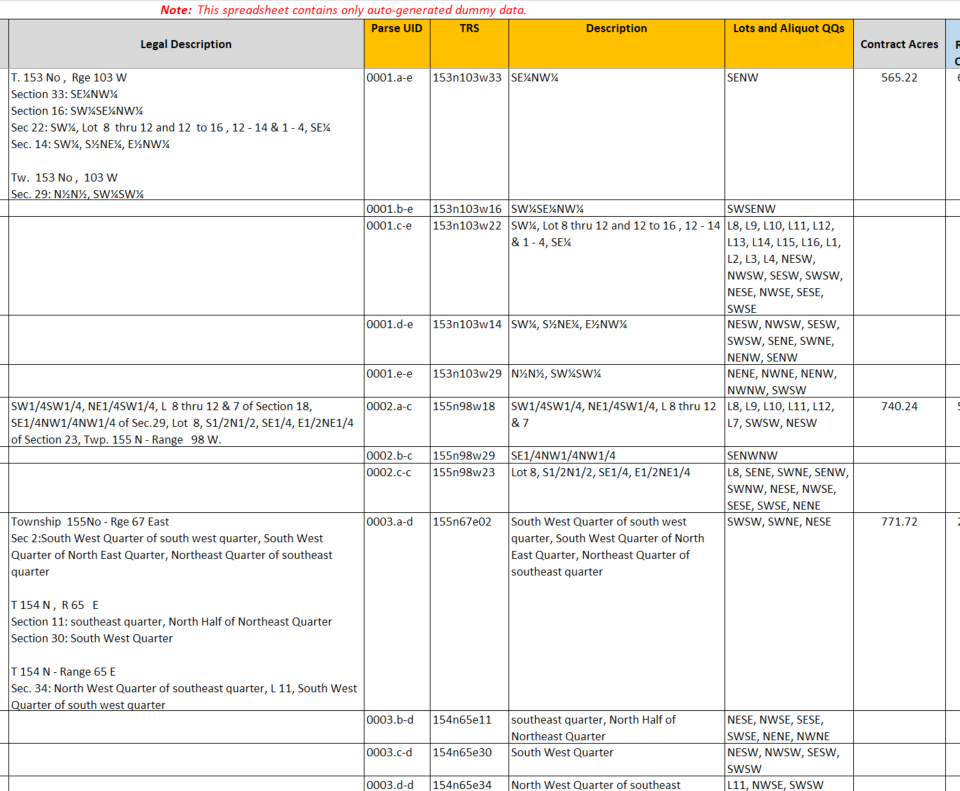 Note: This spreadsheet contains only auto-generated dummy data.
Legal Description
Parse UID
TRS
Description
Lots and Aliquot QQs
Contract Acres
T. 153 No , Rge 103 W
Section 33: SE¼NW¼
Section 16: SW¼SE¼NW¼
Sec 22: SW¼, Lot 8 thru 12 and 12 to 16 , 12 - 14 & 1 - 4, SE¼
Sec. 14: SW¼, S½NE¼, E½NW¼
Tw. 153 No , 103 W
Sec. 29: N½N½, SW¼SW¼
0001.a-e
153n103w33
SE¼NW¼
SENW
565.22
0001.b-e
153n103w16
SW¼SE¼NW¼
SWSENW
0001.c-e
153n103w22
SW¼, Lot 8 thru 12 and 12 to 16 , 12 - 14
& 1 - 4, SE¼
L8, L9, L10, L11, L12,
L13, L14, L15, L16, L1,
L2, L3, L4, NESW,
NWSW, SESW, SWSW,
NESE, NWSE, SESE,
SWSE
0001.d-e
153n103w14
SW¼, S½NE¼, E½NW¼
NESW, NWSW, SESW,
SWSW, SENE, SWNE,
NENW, SENW
0001.e-e
153n103w29
N½N½, SW¼SW¼
NENE, NWNE, NENW,
NWNW, SWSW
SW1/4SW1/4, NE1/4SW1/4, L 8 thru 12 & 7 of Section 18,
SE1/4NW1/4NW1/4 of Sec.29, Lot 8, S1/2N1/2, SE1/4, E1/2NE1/4
of Section 23, Twp. 155 N - Range 98 W.
0002.a-c
155n98w18
SW1/4SW1/4, NE1/4SW1/4, L 8 thru 12
& 7
L8, L9, L10, L11, L12,
L7, SWSW, NESW
740.24
0002.b-c
155n98w29
SE1/4NW1/4NW1/4
SENWNW
0002.c-c
155n98w23
Lot 8, S1/2N1/2, SE1/4, E1/2NE1/4
L8, SENE, SWNE, SENW,
SWNW, NESE, NWSE,
SESE, SWSE, NENE
Township 155No - Rge 67 East
Sec 2:South West Quarter of south west quarter, South West
Quarter of North East Quarter, Northeast Quarter of southeast
quarter
T 154 N , R 65 E
Section 11: southeast quarter, North Half of Northeast Quarter
Section 30: South West Quarter
T 154 N - Range 65 E
Sec. 34: North West Quarter of southeast quarter, L 11, South West
Quarter of south west quarter
0003.a-d
155n67e02
South West Quarter of south west
quarter, South West Quarter of North
East Quarter, Northeast Quarter of
southeast quarter
SWSW, SWNE, NESE
771.72
0003.b-d
154n65e11
southeast quarter, North Half of
Northeast Quarter
NESE, NWSE, SESE,
SWSE, NENE, NWNE
0003.c-d
154n65e30
South West Quarter
NESW, NWSW, SESW,
SWSW
0003.d-d
154n65e34
North West Quarter of southeast
L11, NWSE, SWSW